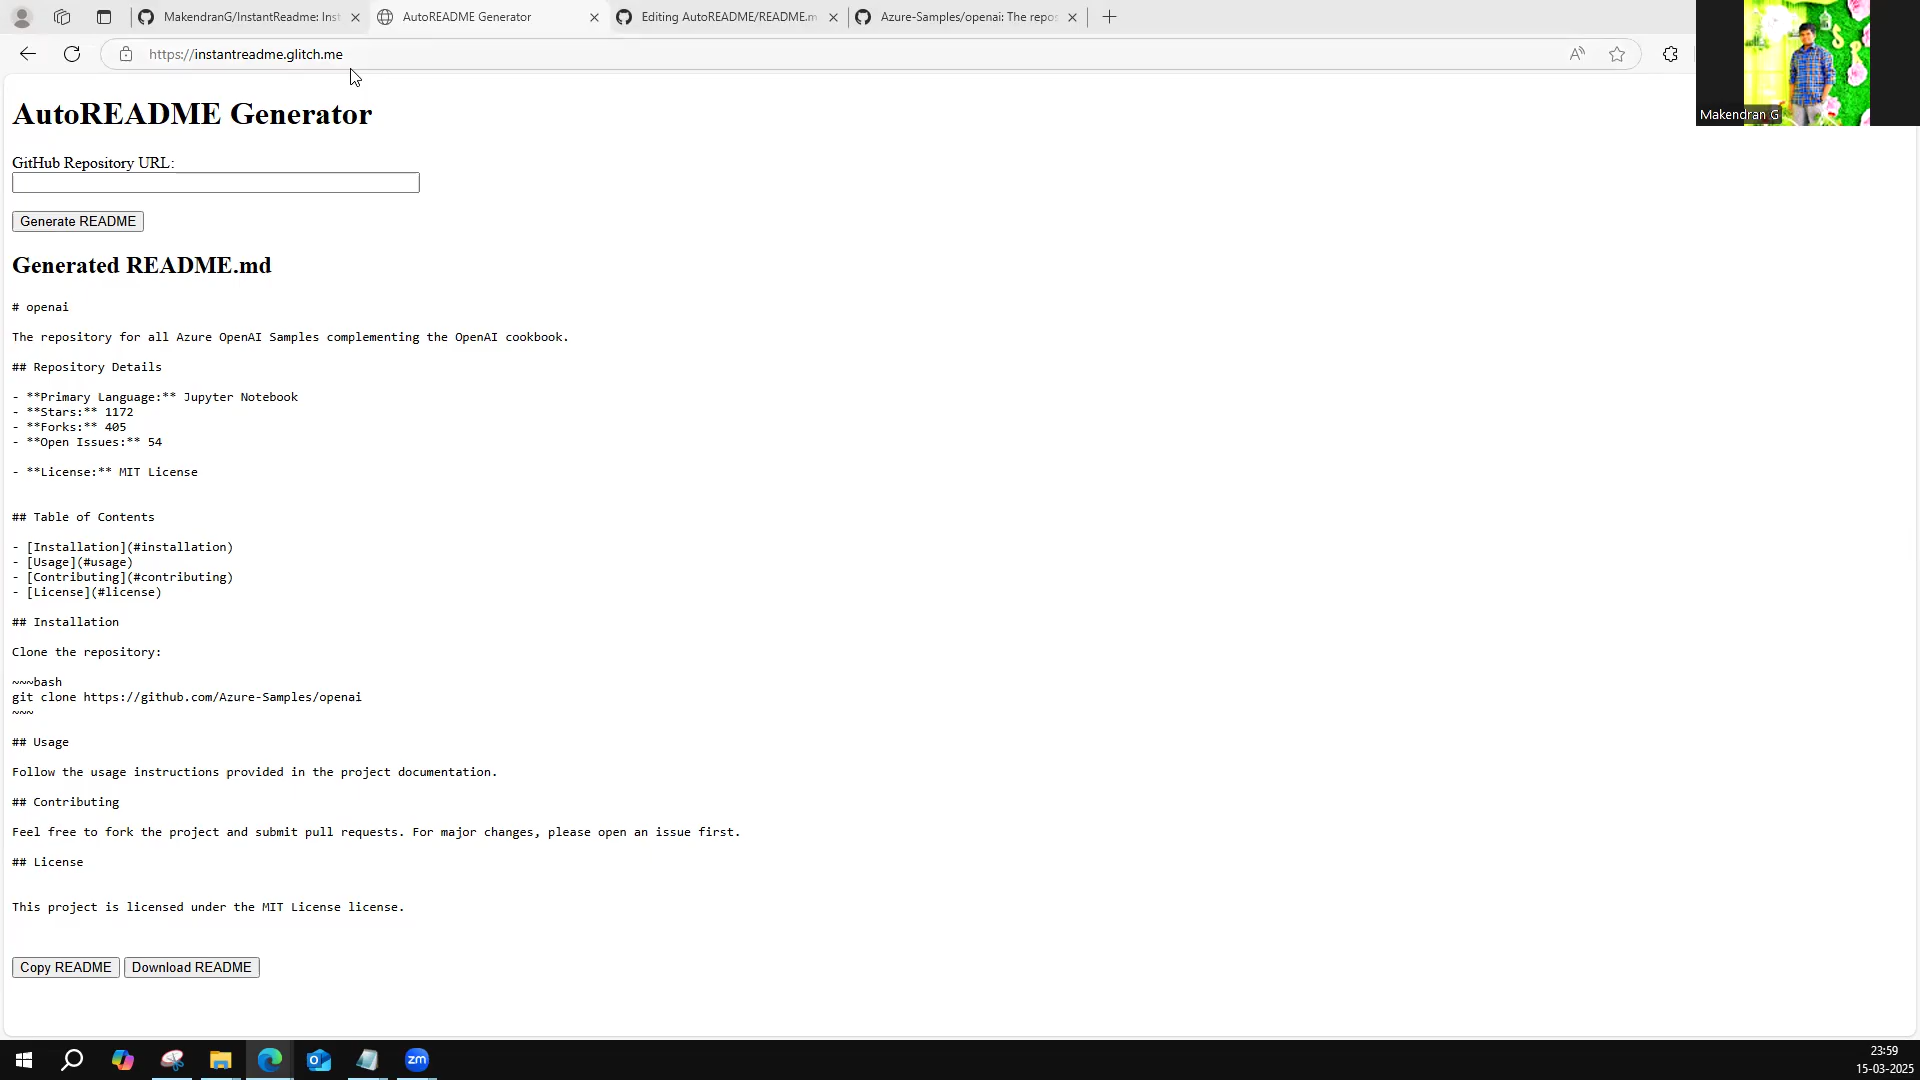 MakendranG/InstantReadme: Inst
AutoREADME Generator
Editing AutoREADME/README.m
Azure-Samples/openai: The repos
https://instantreadme.glitch.me
Makendran G
AutoREADME Generator
GitHub Repository URL:
Generate README
Generated README.md
# openai
The repository for all Azure OpenAI Samples complementing the OpenAI cookbook.
## Repository Details
- **Primary Language:** Jupyter Notebook
- **Stars:** 1172
- **Forks:** 405
- **Open Issues:** 54
- **License:** MIT License
## Table of Contents
- [Installation](#installation)
- [Usage](#usage)
- [Contributing](#contributing)
- [License](#license)
## Installation
Clone the repository:
~~~bash
git clone https://github.com/Azure-Samples/openai
~~~
## Usage
Follow the usage instructions provided in the project documentation.
## Contributing
Feel free to fork the project and submit pull requests. For major changes, please open an issue first.
## License
This project is licensed under the MIT License license.
Copy README Download README
zm
23:59
15-03-2025